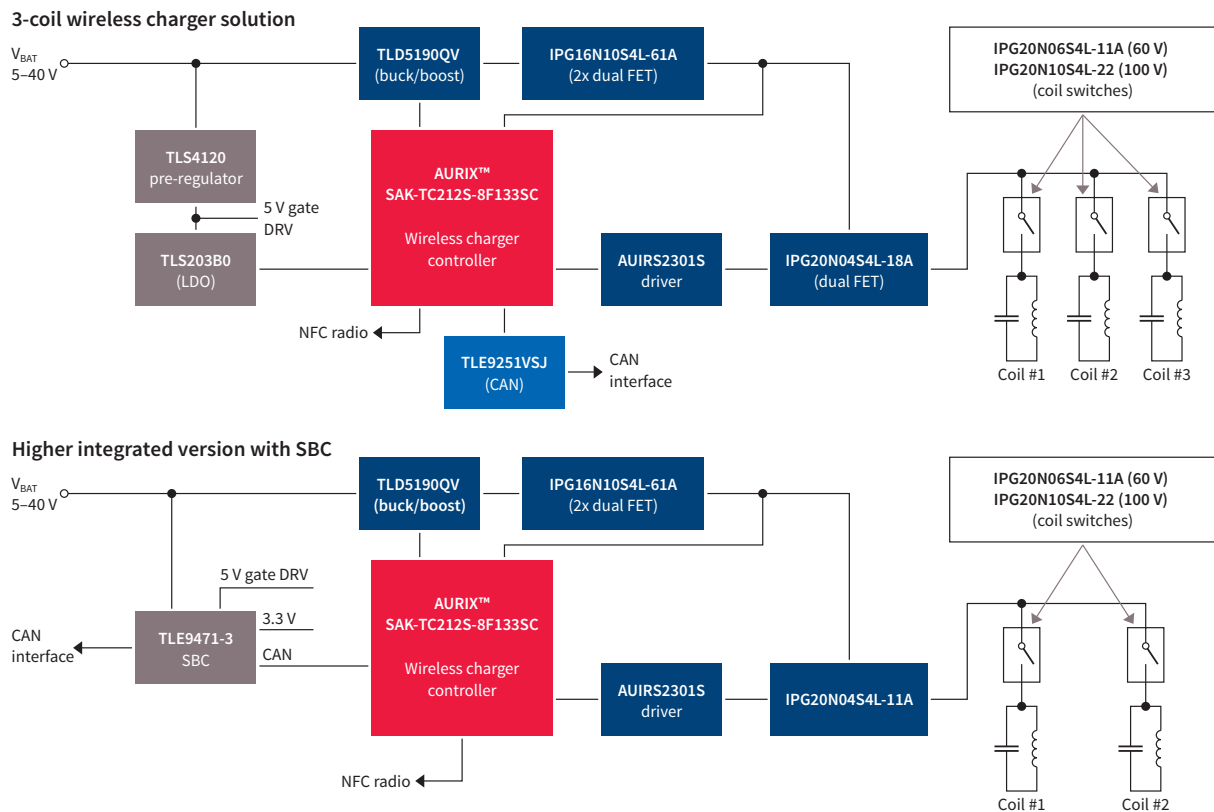 3-coil wireless charger solution
VBAT
5–40 V
TLD5190QV
(buck/boost)
IPG16N10S4L-61A
(2x dual FET)
IPG20N06S4L-11A (60 V)
IPG20N10S4L-22 (100 V)
(coil switches)
TLS4120
pre-regulator
5 V gate
DRV
TLS203B0
(LDO)
AURIX™
SAK-TC212S-8F133SC
Wireless charger
controller
AUIRS2301S
driver
IPG20N04S4L-18A
(dual FET)
NFC radio
TLE9251VSJ
(CAN)
CAN
interface
Coil #1
Coil #2
Coil #3
Higher integrated version with SBC
VBAT
5–40 V
TLD5190QV
(buck/boost)
IPG16N10S4L-61A
(2x dual FET)
IPG20N06S4L-11A (60 V)
IPG20N10S4L-22 (100 V)
(coil switches)
5 V gate DRV
3.3 V
CAN
CAN
interface
TLE9471-3
SBC
AURIX™
SAK-TC212S-8F133SC
Wireless charger
controller
AUIRS2301S
driver
IPG20N04S4L-11A
NFC radio
Coil #1
Coil #2